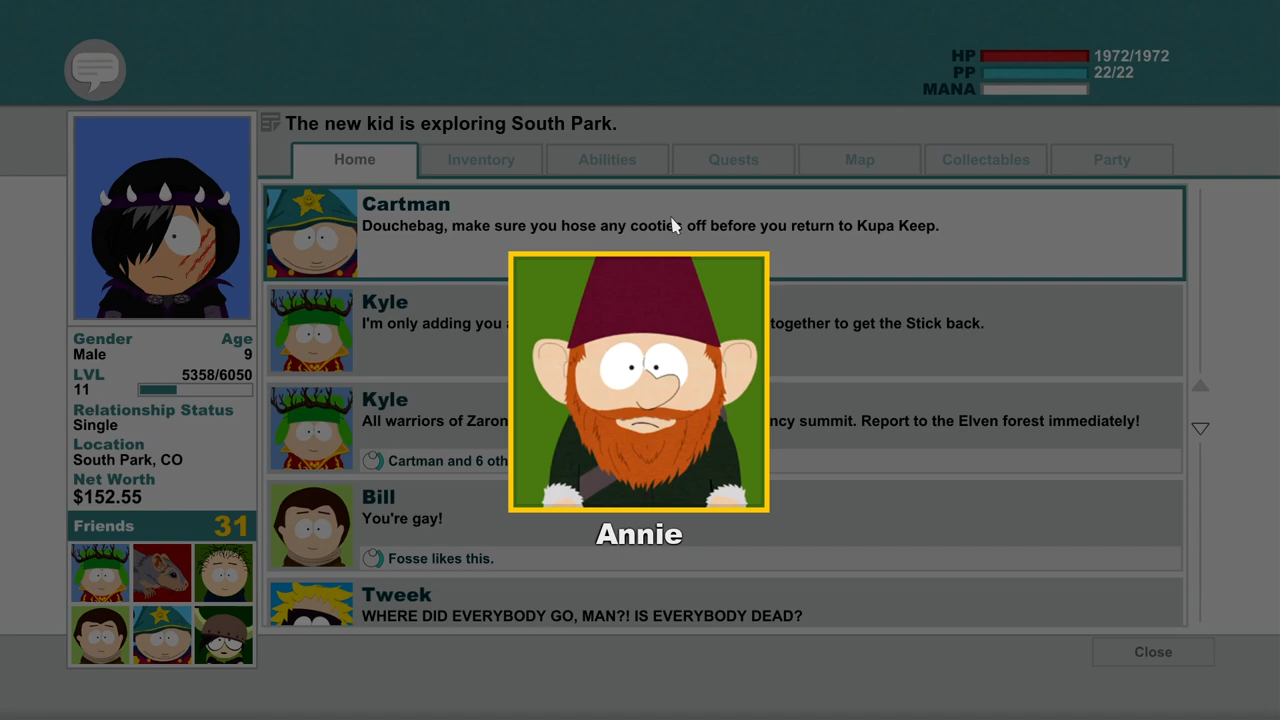 HP 1972/1972
PP 22/22
MANA
The new kid is exploring South Park.
Home Inventory Abilities Quests Map Collectables Party
Cartman
Douchebag, make sure you hose any cooties off before you return to Kupa Keep.
Kyle
I'm only adding you together to get the Stick back.
Kyle
All warriors of Zaron ncy summit. Report to the Elven forest immediately!
Cartman and 6 oth
Bill
You're gay!
Fosse likes this.
Tweek
WHERE DID EVERYBODY GO, MAN?! IS EVERYBODY DEAD?
Gender Age
Male 9
LVL 5358/6050
11
Relationship Status
Single
Location
South Park, CO
Net Worth
$152.55
Friends 31
Annie
Close